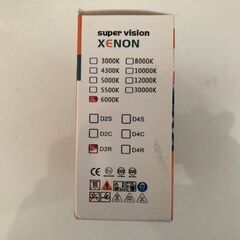 super vision
XENON
3000K 8000K
4300K 10000K
5000K 12000K
5500K 30000K
6000K
D2S D4S
D2C D4C
D2R D4R